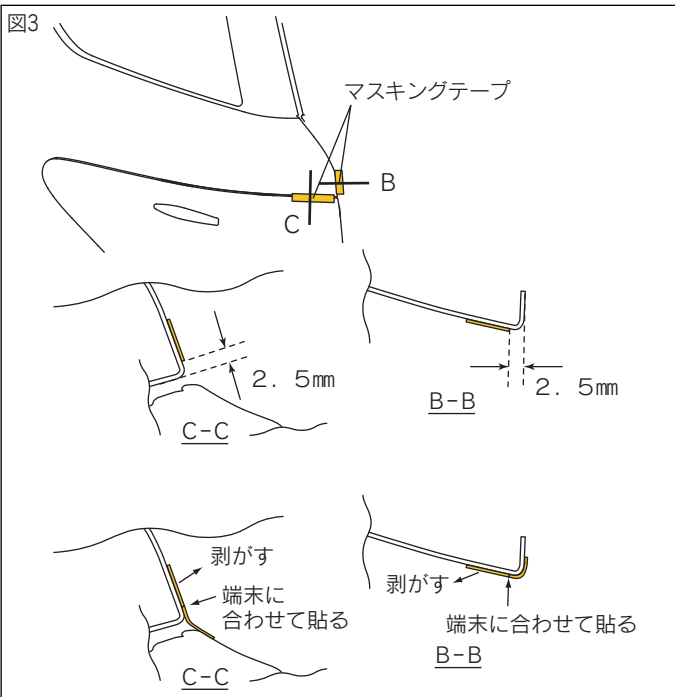 図3
マスキングテープ
B
C
2.5mm
C-C
2.5mm
B-B
剥がす
端末に
合わせて貼る
C-C
剥がす
端末に合わせて貼る
B-B